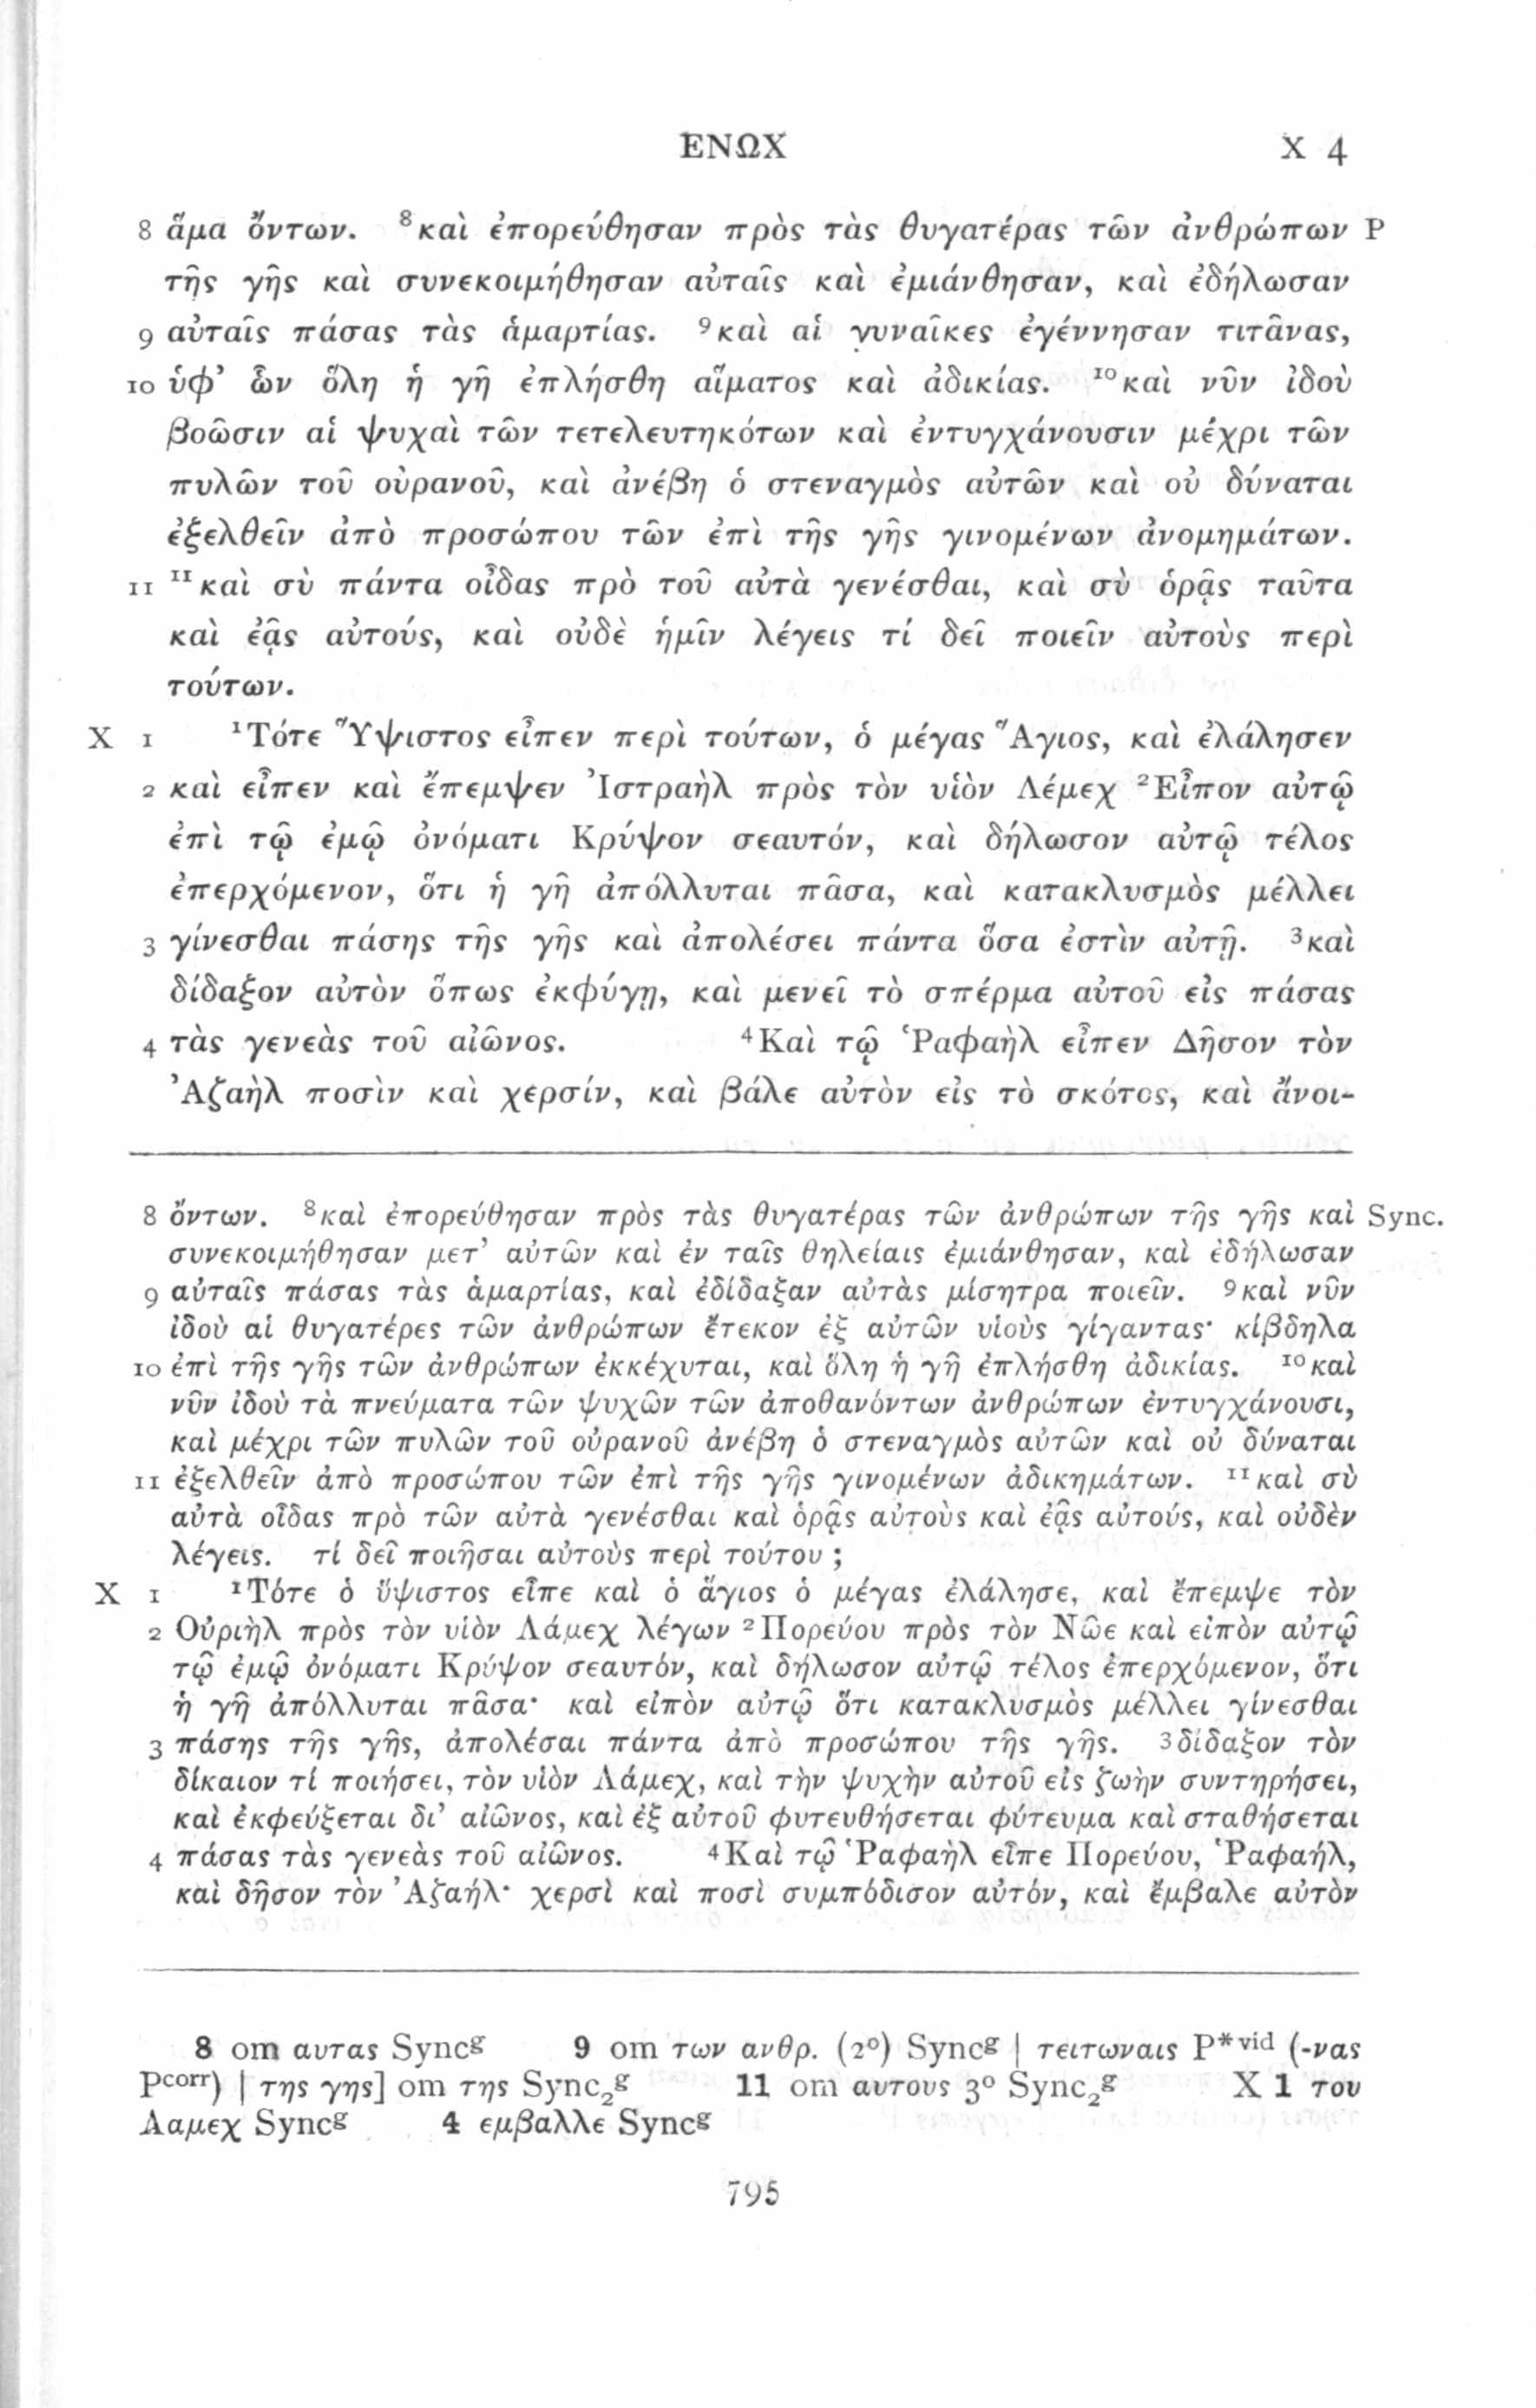 ΕΝΩΧ X 4
8 ἅμα ὄντων. ⁸καὶ ἐπορεύθησαν πρὸς τὰς θυγατέρας τῶν ἀνθρώπων P
τῆς γῆς καὶ συνεκοιμήθησαν αὐταῖς καὶ ἐμιάνθησαν, καὶ ἐδήλωσαν
9 αὐταῖς πάσας τὰς ἁμαρτίας. ⁹καὶ αἱ γυναῖκες ἐγέννησαν τιτᾶνας,
10 ὑφ’ ὧν ὅλη ἡ γῆ ἐπλήσθη αἵματος καὶ ἀδικίας. ¹⁰καὶ νῦν ἰδοὺ
βοῶσιν αἱ ψυχαὶ τῶν τετελευτηκότων καὶ ἐντυγχάνουσιν μέχρι τῶν
πυλῶν τοῦ οὐρανοῦ, καὶ ἀνέβη ὁ στεναγμὸς αὐτῶν καὶ οὐ δύναται
ἐξελθεῖν ἀπὸ προσώπου τῶν ἐπὶ τῆς γῆς γινομένων ἀνομημάτων.
11 ¹¹καὶ σὺ πάντα οἶδας πρὸ τοῦ αὐτὰ γενέσθαι, καὶ σὺ ὁρᾷς ταῦτα
καὶ ἐᾷς αὐτούς, καὶ οὐδὲ ἡμῖν λέγεις τί δεῖ ποιεῖν αὐτοὺς περὶ
τούτων.
X 1 ¹Τότε Ὕψιστος εἶπεν περὶ τούτων, ὁ μέγας Ἅγιος, καὶ ἐλάλησεν
2 καὶ εἶπεν καὶ ἔπεμψεν Ἰστραὴλ πρὸς τὸν υἱὸν Λέμεχ ²Εἶπον αὐτῷ
ἐπὶ τῷ ἐμῷ ὀνόματι Κρύψον σεαυτόν, καὶ δήλωσον αὐτῷ τέλος
ἐπερχόμενον, ὅτι ἡ γῆ ἀπόλλυται πᾶσα, καὶ κατακλυσμὸς μέλλει
3 γίνεσθαι πάσης τῆς γῆς καὶ ἀπολέσει πάντα ὅσα ἐστὶν αὐτῇ. ³καὶ
δίδαξον αὐτὸν ὅπως ἐκφύγῃ, καὶ μενεῖ τὸ σπέρμα αὐτοῦ εἰς πάσας
4 τὰς γενεὰς τοῦ αἰῶνος. ⁴Καὶ τῷ Ῥαφαὴλ εἶπεν Δῆσον τὸν
Ἀζαὴλ ποσὶν καὶ χερσίν, καὶ βάλε αὐτὸν εἰς τὸ σκότος, καὶ ἄνοι-
8 ὄντων. ⁸καὶ ἐπορεύθησαν πρὸς τὰς θυγατέρας τῶν ἀνθρώπων τῆς γῆς καὶ Sync.
συνεκοιμήθησαν μετ’ αὐτῶν καὶ ἐν ταῖς θηλείαις ἐμιάνθησαν, καὶ ἐδήλωσαν
9 αὐταῖς πάσας τὰς ἁμαρτίας, καὶ ἐδίδαξαν αὐτὰς μίσητρα ποιεῖν. ⁹καὶ νῦν
ἰδοὺ αἱ θυγατέρες τῶν ἀνθρώπων ἔτεκον ἐξ αὐτῶν υἱοὺς γίγαντας· κίβδηλα
10 ἐπὶ τῆς γῆς τῶν ἀνθρώπων ἐκκέχυται, καὶ ὅλη ἡ γῆ ἐπλήσθη ἀδικίας. ¹⁰καὶ
νῦν ἰδοὺ τὰ πνεύματα τῶν ψυχῶν τῶν ἀποθανόντων ἀνθρώπων ἐντυγχάνουσι,
καὶ μέχρι τῶν πυλῶν τοῦ οὐρανοῦ ἀνέβη ὁ στεναγμὸς αὐτῶν καὶ οὐ δύναται
11 ἐξελθεῖν ἀπὸ προσώπου τῶν ἐπὶ τῆς γῆς γινομένων ἀδικημάτων. ¹¹καὶ σὺ
αὐτὰ οἶδας πρὸ τῶν αὐτὰ γενέσθαι καὶ ὁρᾷς αὐτοὺς καὶ ἐᾷς αὐτούς, καὶ οὐδὲν
λέγεις. τί δεῖ ποιῆσαι αὐτοὺς περὶ τούτου ;
X 1 ¹Τότε ὁ ὕψιστος εἶπε καὶ ὁ ἅγιος ὁ μέγας ἐλάλησε, καὶ ἔπεμψε τὸν
2 Οὐριὴλ πρὸς τὸν υἱὸν Λάμεχ λέγων ²Πορεύου πρὸς τὸν Νῶε καὶ εἰπὸν αὐτῷ
τῷ ἐμῷ ὀνόματι Κρύψον σεαυτόν, καὶ δήλωσον αὐτῷ τέλος ἐπερχόμενον, ὅτι
ἡ γῆ ἀπόλλυται πᾶσα· καὶ εἰπὸν αὐτῷ ὅτι κατακλυσμὸς μέλλει γίνεσθαι
3 πάσης τῆς γῆς, ἀπολέσαι πάντα ἀπὸ προσώπου τῆς γῆς. ³δίδαξον τὸν
δίκαιον τί ποιήσει, τὸν υἱὸν Λάμεχ, καὶ τὴν ψυχὴν αὐτοῦ εἰς ζωὴν συντηρήσει,
καὶ ἐκφεύξεται δι’ αἰῶνος, καὶ ἐξ αὐτοῦ φυτευθήσεται φύτευμα καὶ σταθήσεται
4 πάσας τὰς γενεὰς τοῦ αἰῶνος. ⁴Καὶ τῷ Ῥαφαὴλ εἶπε Πορεύου, Ῥαφαήλ,
καὶ δῆσον τὸν Ἀζαήλ· χερσὶ καὶ ποσὶ συμπόδισον αὐτόν, καὶ ἔμβαλε αὐτὸν
8 om αυτας Syncᵍ 9 om των ανθρ. (2°) Syncᵍ | τειτωναις P*ᵛⁱᵈ (-νας
Pᶜᵒʳʳ) | της γης] om της Sync₂ᵍ 11 om αυτους 3° Sync₂ᵍ X 1 του
Λαμεχ Syncᵍ 4 εμβαλλε Syncᵍ
795